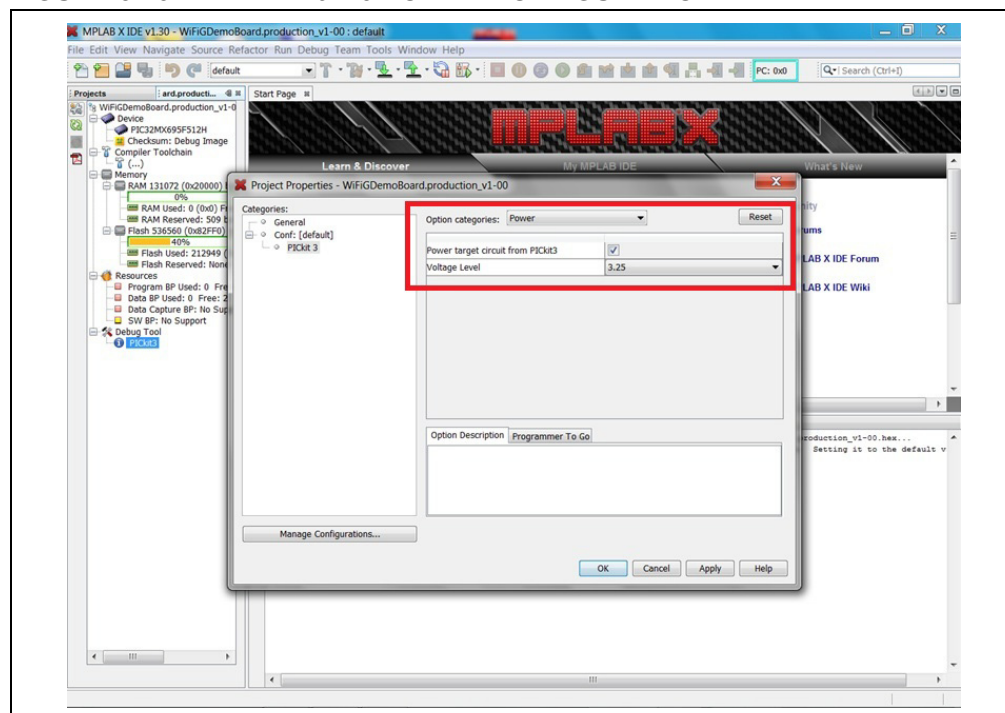 MPLAB X IDE v1.30 - WiFiGDemoBoard.production_v1-00 : default
File Edit View Navigate Source Refactor Run Debug Team Tools Window Help
default
PC: 0x0
Search (Ctrl+I)
Projects
ard.producti...
Start Page
WiFiGDemoBoard.production_v1-0
Device
PIC32MX695F512H
Checksum: Debug Image
Compiler Toolchain
(...)
Memory
RAM 131072 (0x20000)
0%
RAM Used: 0 (0x0) F
RAM Reserved: 509
Flash 536560 (0x82FF0)
40%
Flash Used: 212949 (
Flash Reserved: None
Resources
Program BP Used: 0 Fre
Data BP Used: 0 Free: 2
Data Capture BP: No Sup
SW BP: No Support
Debug Tool
PICkit3
MPLABX
Learn & Discover
My MPLAB IDE
What's New
nity
ums
LAB X IDE Forum
LAB X IDE Wiki
Project Properties - WiFiGDemoBoard.production_v1-00
Categories:
General
Conf: [default]
PICkit 3
Manage Configurations...
Option categories: Power
Reset
Power target circuit from PICkit3
Voltage Level 3.25
Option Description
Programmer To Go
OK Cancel Apply Help
roduction_v1-00.hex...
Setting it to the default v